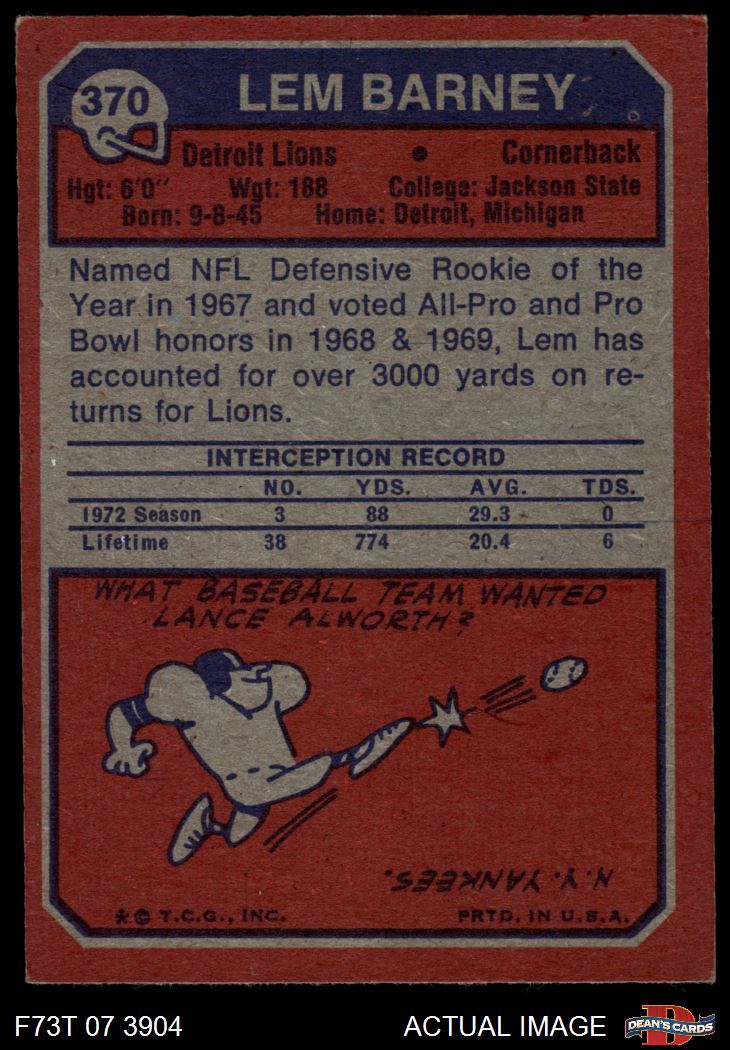 370
LEM BARNEY
D
Detroit Lions • Cornerback
Hgt: 6'0" Wgt: 188 College: Jackson State
Born: 9-8-45 Home: Detroit, Michigan
Named NFL Defensive Rookie of the
Year in 1967 and voted All-Pro and Pro
Bowl honors in 1968 & 1969, Lem has
accounted for over 3000 yards on re-
turns for Lions.
INTERCEPTION RECORD
NO. YDS. AVG. TDS.
1972 Season 3 88 29.3 0
Lifetime 38 774 20.4 6
WHAT BASEBALL TEAM WANTED
LANCE ALWORTH?
N.Y. YANKEES.
*© T.C.G., INC. PRTD. IN U.S.A.
F73T 07 3904 ACTUAL IMAGE
D
DEAN'S CARDS